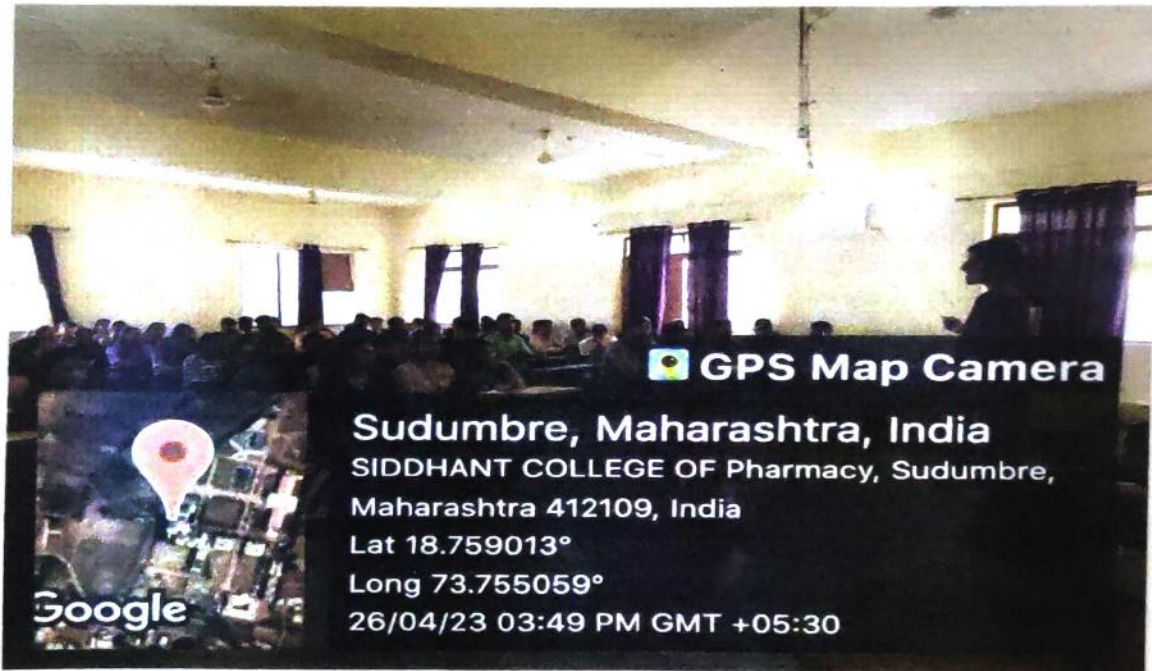 GPS Map Camera
Sudumbre, Maharashtra, India
SIDDHANT COLLEGE OF Pharmacy, Sudumbre,
Maharashtra 412109, India
Lat 18.759013°
Long 73.755059°
26/04/23 03:49 PM GMT +05:30
Google